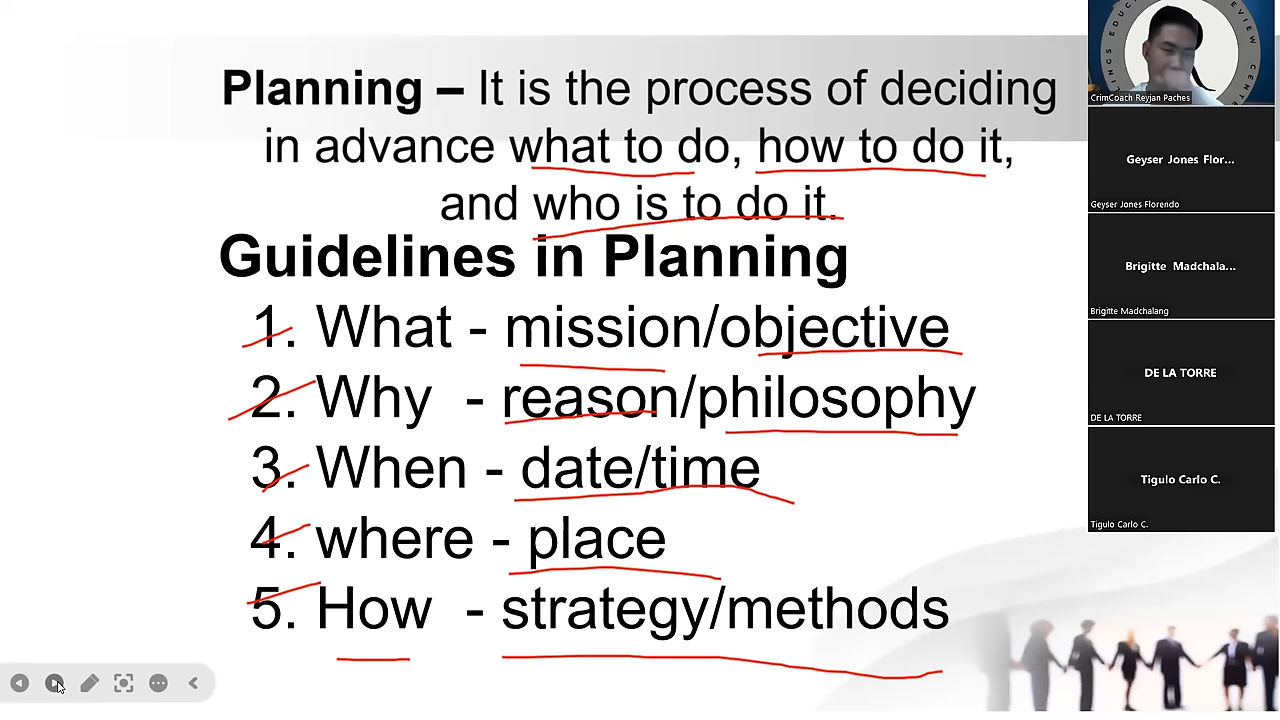 Planning – It is the process of deciding
in advance what to do, how to do it,
and who is to do it.
Guidelines in Planning
1. What - mission/objective
2. Why - reason/philosophy
3. When - date/time
4. where - place
5. How - strategy/methods
REVIEW CENTE
CrimCoach Reyjan Paches
Geyser Jones Flor...
Geyser Jones Florendo
Brigitte Madchala...
Brigitte Madchalang
DE LA TORRE
DE LA TORRE
Tigulo Carlo C.
Tigulo Carlo C.